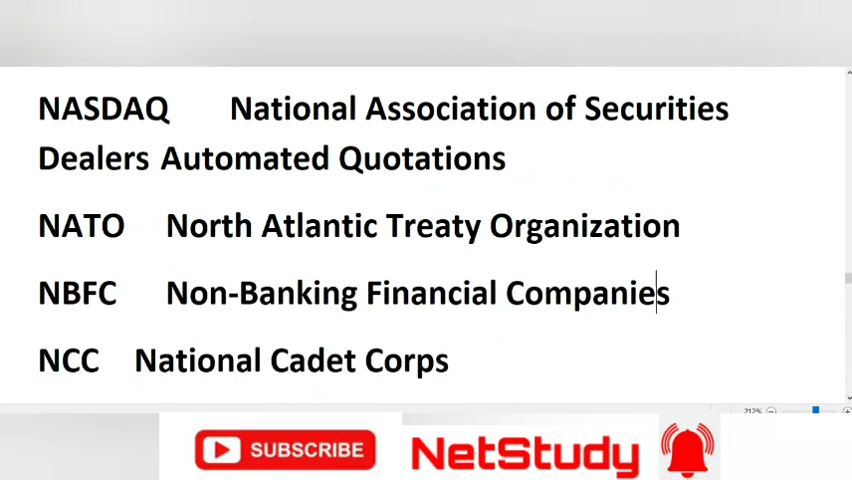 NASDAQ National Association of Securities
Dealers Automated Quotations
NATO North Atlantic Treaty Organization
NBFC Non-Banking Financial Companies
NCC National Cadet Corps
212%
SUBSCRIBE NetStudy